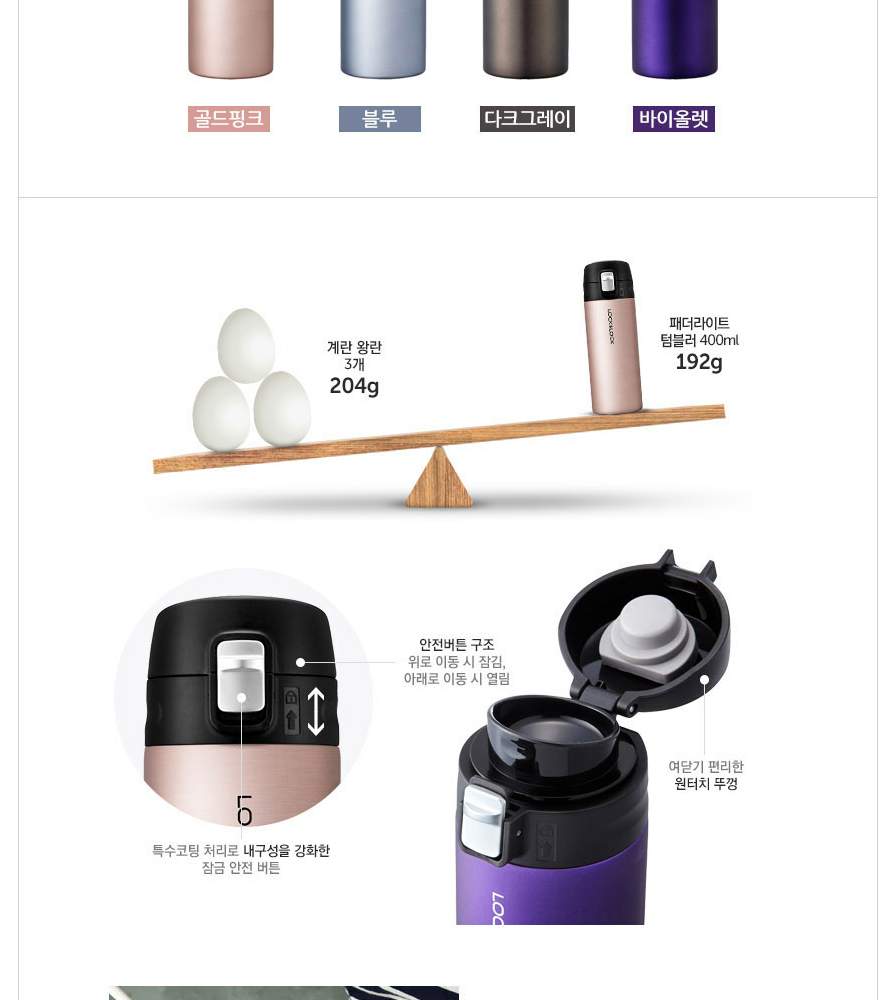 골드핑크
블루
다크그레이
바이올렛
계란 왕란
3개
204g
패더라이트
텀블러 400ml
192g
LOCK&LOCK
안전버튼 구조
위로 이동 시 잠김,
아래로 이동 시 열림
여닫기 편리한
원터치 뚜껑
특수코팅 처리로 내구성을 강화한
잠금 안전 버튼
LOC